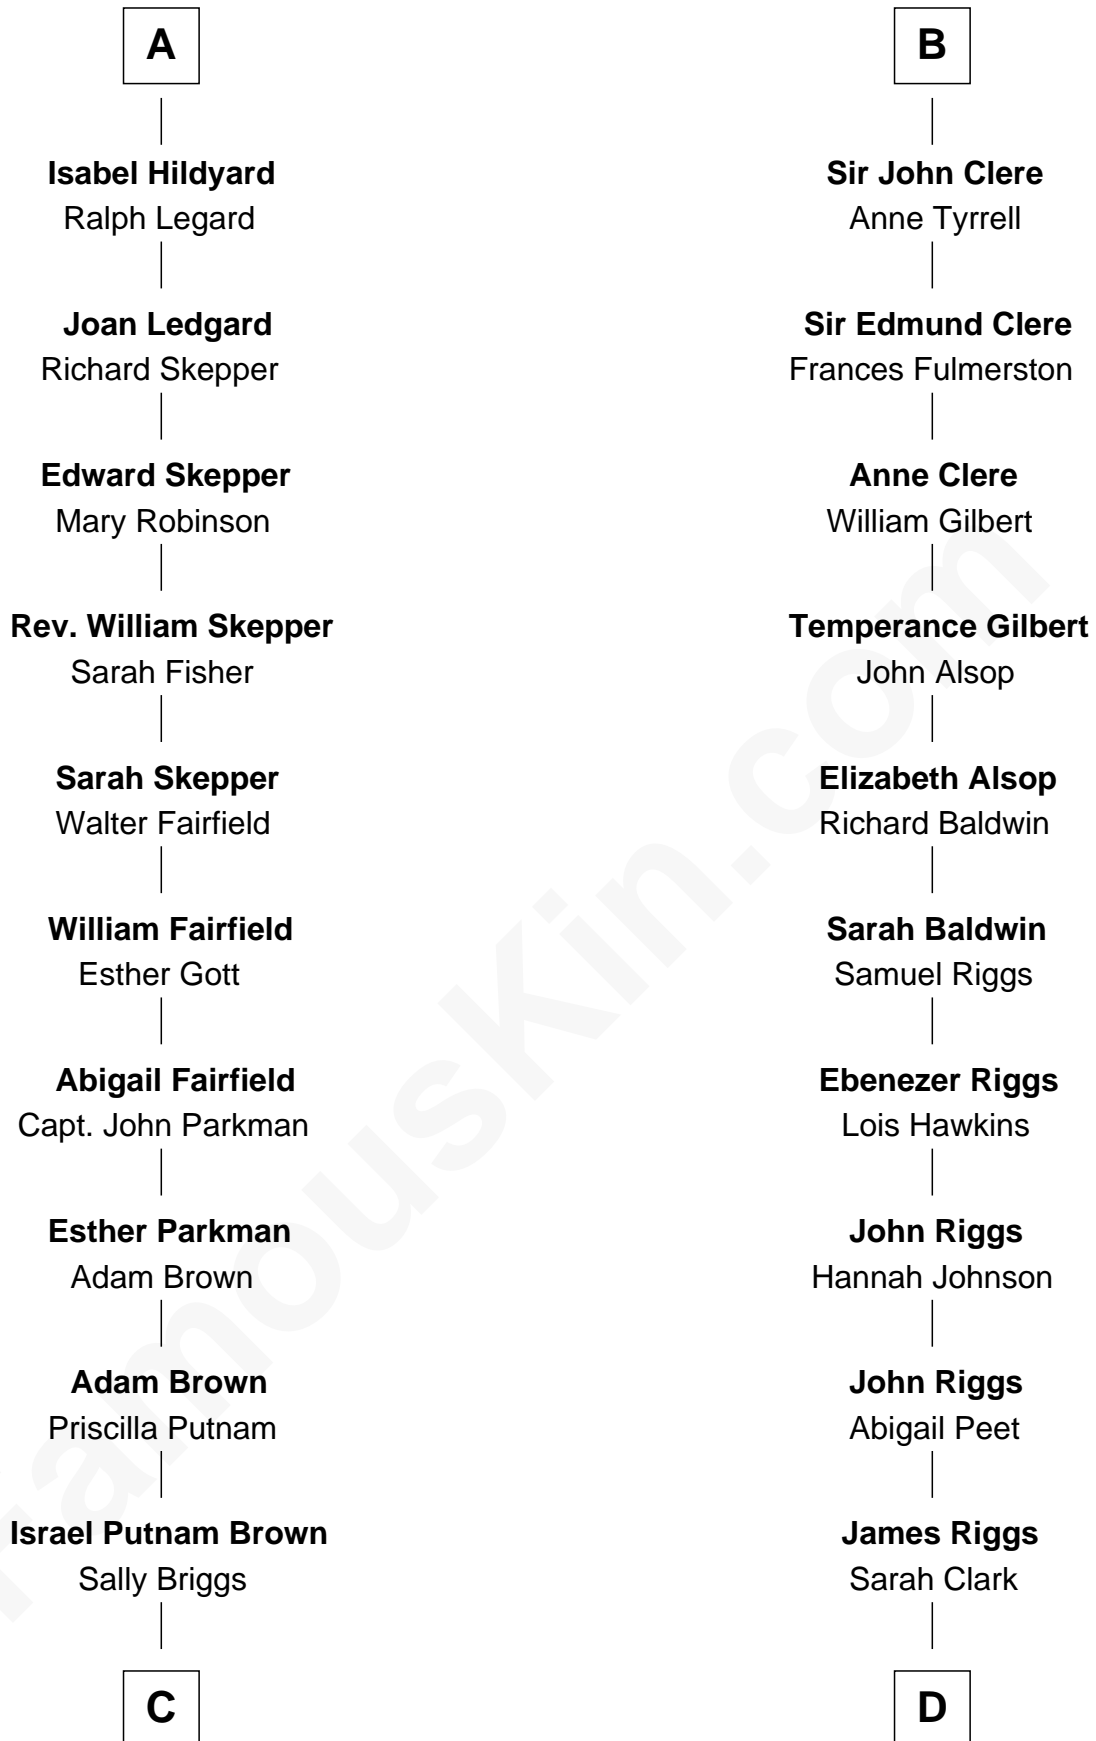 A
Isabel Hildyard
Ralph Legard
Joan Ledgard
Richard Skepper
Edward Skepper
Mary Robinson
Rev. William Skepper
Sarah Fisher
Sarah Skepper
Walter Fairfield
William Fairfield
Esther Gott
Abigail Fairfield
Capt. John Parkman
Esther Parkman
Adam Brown
Adam Brown
Priscilla Putnam
Israel Putnam Brown
Sally Briggs
C
B
Sir John Clere
Anne Tyrrell
Sir Edmund Clere
Frances Fulmerston
Anne Clere
William Gilbert
Temperance Gilbert
John Alsop
Elizabeth Alsop
Richard Baldwin
Sarah Baldwin
Samuel Riggs
Ebenezer Riggs
Lois Hawkins
John Riggs
Hannah Johnson
John Riggs
Abigail Peet
James Riggs
Sarah Clark
D
FamousKin.com